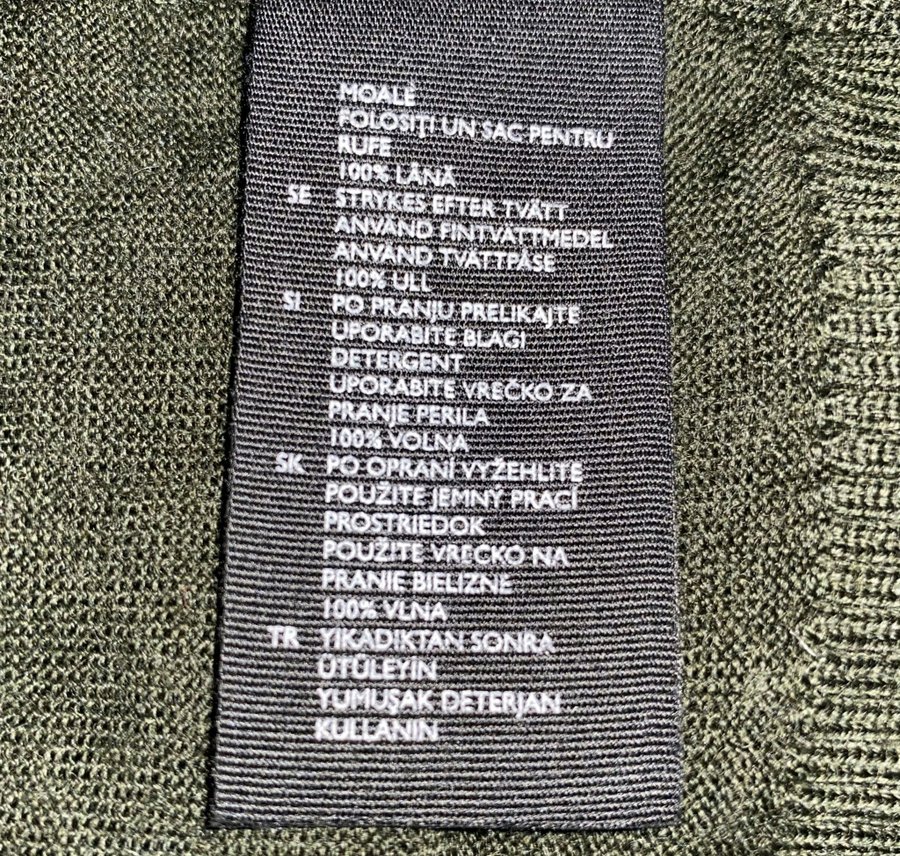 MOALE
FOLOSIȚI UN SAC PENTRU
RUFE
100% LÂNĂ
SE STRYKES EFTER TVÄTT
ANVÄND FINTVÄTTMEDEL
ANVÄND TVÄTTPÅSE
100% ULL
SI PO PRANJU PRELIKAJTE
UPORABITE BLAGI
DETERGENT
UPORABITE VREČKO ZA
PRANJE PERILA
100% VOLNA
SK PO OPRANÍ VYŽEHLITE
POUŽITE JEMNÝ PRACÍ
PROSTRIEDOK
POUŽITE VRECKO NA
PRANIE BIELIZNE
100% VLNA
TR YIKADIKTAN SONRA
ÜTÜLEYİN
YUMUŞAK DETERJAN
KULLANIN